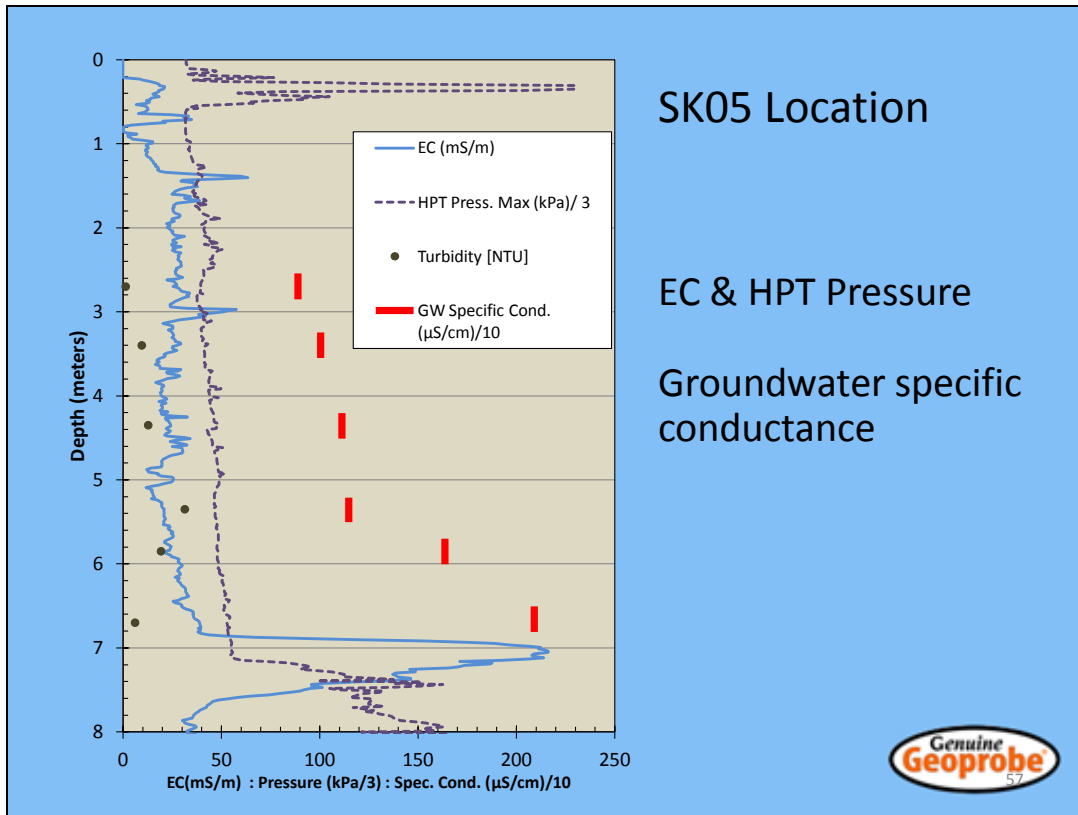 SK05 Location
EC & HPT Pressure
Groundwater specific
conductance
0
1
2
3
4
5
6
7
8
Depth (meters)
EC (mS/m)
HPT Press. Max (kPa)/ 3
Turbidity [NTU]
GW Specific Cond.
(µS/cm)/10
0 50 100 150 200 250
EC(mS/m) : Pressure (kPa/3) : Spec. Cond. (µS/cm)/10
Genuine
Geoprobe®
57